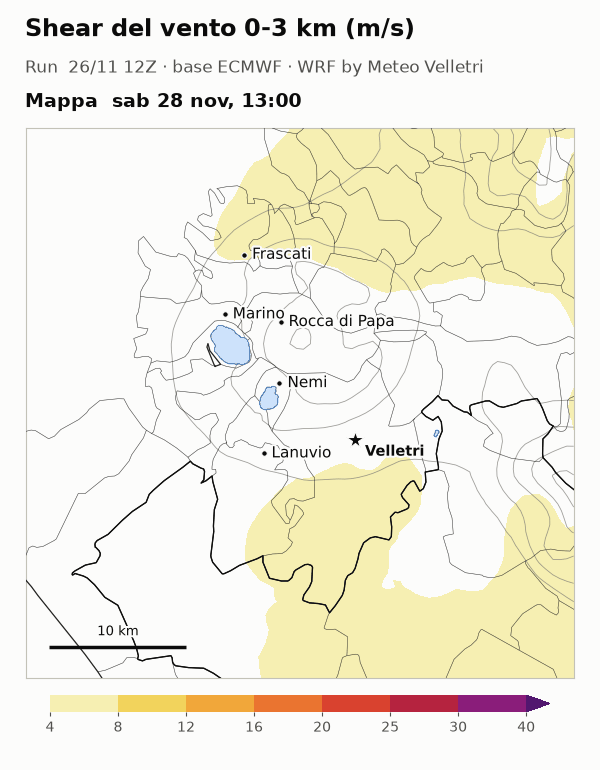 Shear del vento 0-3 km (m/s)
Run  26/11 12Z · base ECMWF · WRF by Meteo Velletri
Mappa  sab 28 nov, 13:00
Frascati
Marino
Rocca di Papa
Nemi
Velletri
Lanuvio
10 km
4 8 12 16 20 25 30 40